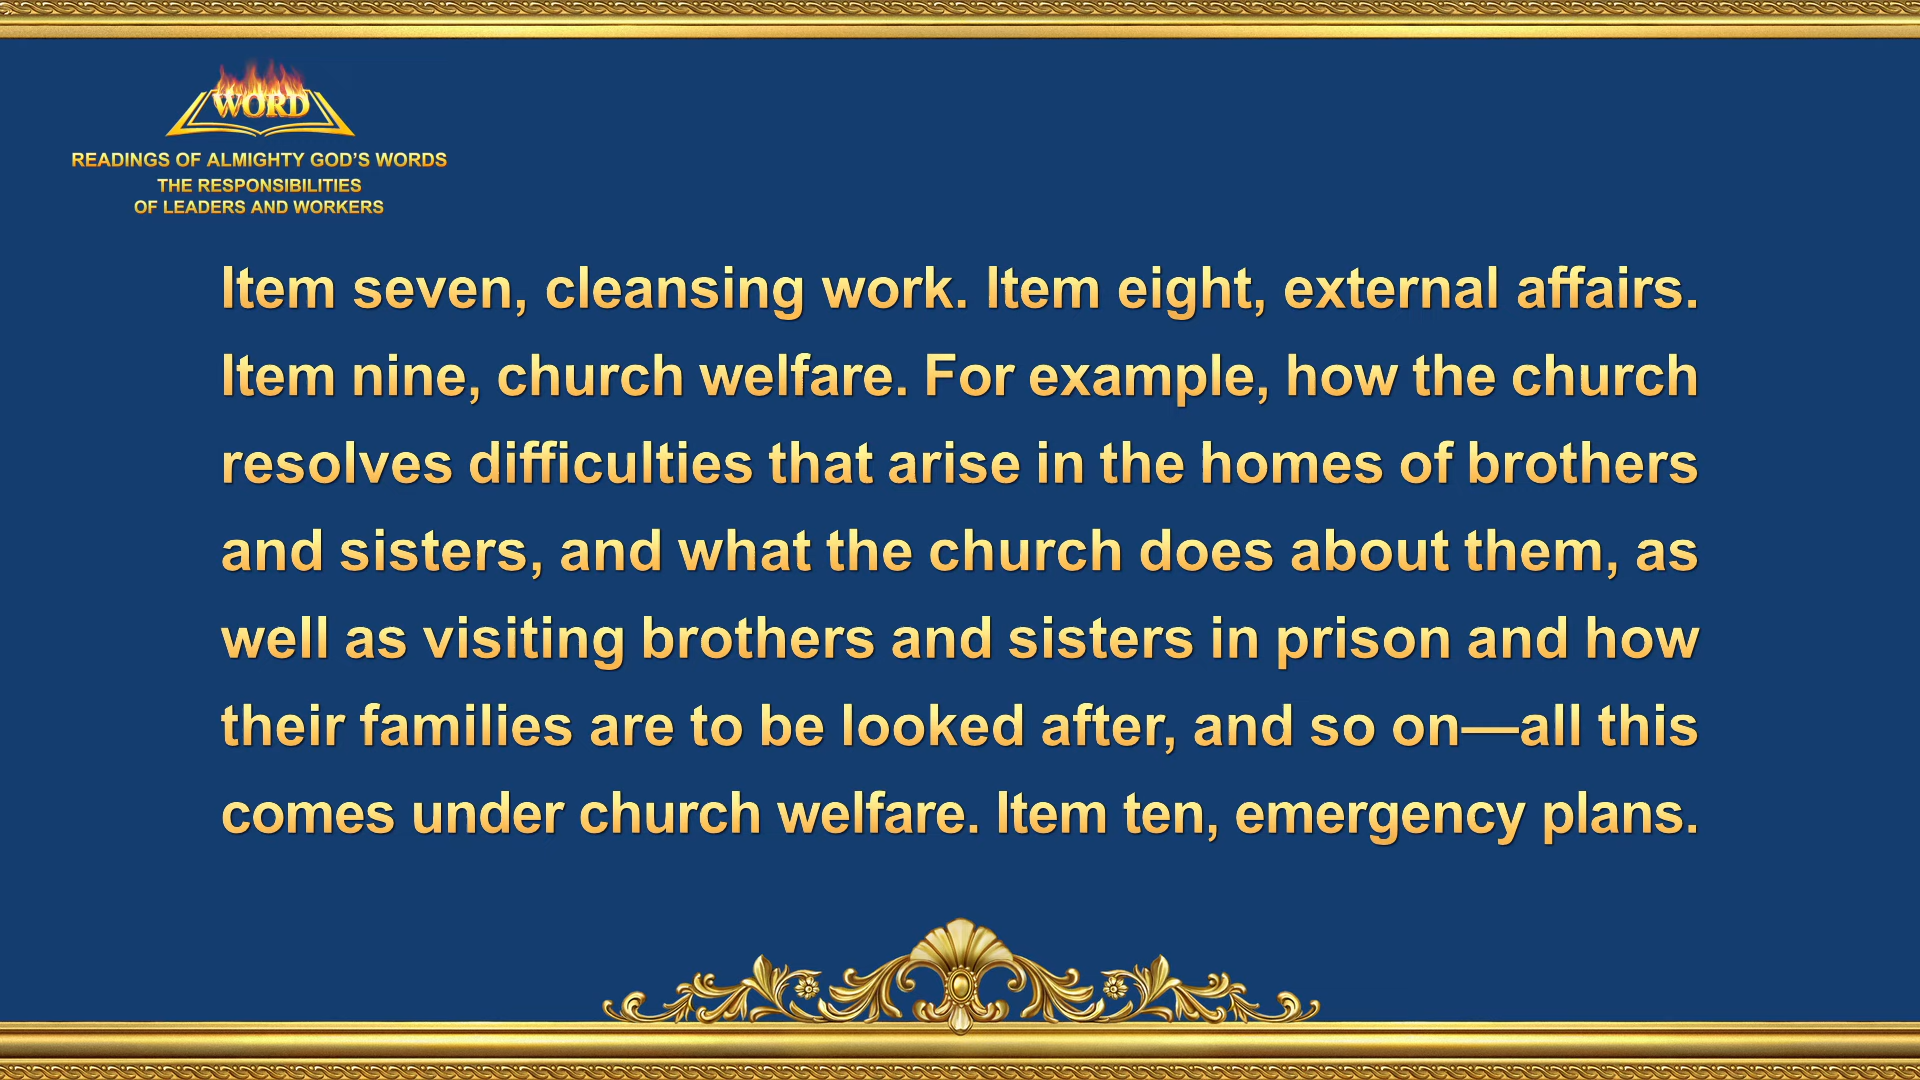 WORD
READINGS OF ALMIGHTY GOD’S WORDS
THE RESPONSIBILITIES
OF LEADERS AND WORKERS
Item seven, cleansing work. Item eight, external affairs.
Item nine, church welfare. For example, how the church
resolves difficulties that arise in the homes of brothers
and sisters, and what the church does about them, as
well as visiting brothers and sisters in prison and how
their families are to be looked after, and so on—all this
comes under church welfare. Item ten, emergency plans.